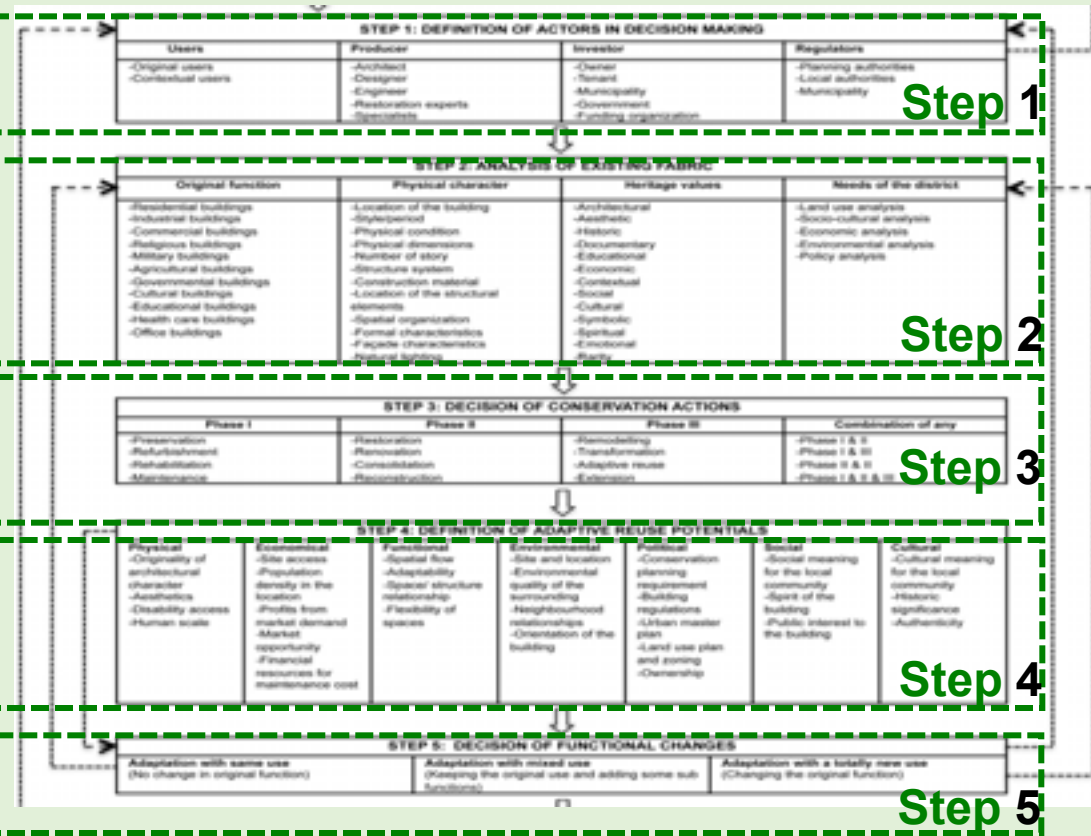 STEP 1: DEFINITION OF ACTORS IN DECISION MAKING
Users
-Original users
-Contextual users
Producer
-Architect
-Designer
-Engineer
-Restoration experts
-Specialists
Investor
-Owner
-Tenant
-Municipality
-Government
-Funding organization
Regulators
-Planning authorities
-Local authorities
-Municipality
Step 1
STEP 2: ANALYSIS OF EXISTING FABRIC
Original function
-Residential buildings
-Industrial buildings
-Commercial buildings
-Religious buildings
-Military buildings
-Agricultural buildings
-Governmental buildings
-Cultural buildings
-Educational buildings
-Health care buildings
-Office buildings
Physical character
-Location of the building
-Style/period
-Physical condition
-Physical dimensions
-Number of story
-Structure system
-Construction material
-Location of the structural
elements
-Spatial organization
-Formal characteristics
-Façade characteristics
-Natural lighting
Heritage values
-Architectural
-Aesthetic
-Historic
-Documentary
-Educational
-Economic
-Contextual
-Social
-Cultural
-Symbolic
-Spiritual
-Emotional
-Rarity
Needs of the district
-Land use analysis
-Socio-cultural analysis
-Economic analysis
-Environmental analysis
-Policy analysis
Step 2
STEP 3: DECISION OF CONSERVATION ACTIONS
Phase I
-Preservation
-Refurbishment
-Rehabilitation
-Maintenance
Phase II
-Restoration
-Renovation
-Consolidation
-Reconstruction
Phase III
-Remodelling
-Transformation
-Adaptive reuse
-Extension
Combination of any
-Phase I & II
-Phase I & III
-Phase II & II
-Phase I & II & III
Step 3
STEP 4: DEFINITION OF ADAPTIVE REUSE POTENTIALS
Physical
-Originality of
architectural
character
-Aesthetics
-Disability access
-Human scale
Economical
-Site access
-Population
density in the
location
-Profits from
market demand
-Market
opportunity
-Financial
resources for
maintenance cost
Functional
-Spatial flow
-Adaptability
-Space/ structure
relationship
-Flexibility of
spaces
Environmental
-Site and location
-Environmental
quality of the
surrounding
-Neighbourhood
relationships
-Orientation of the
building
Political
-Conservation
planning
requirement
-Building
regulations
-Urban master
plan
-Land use plan
and zoning
-Ownership
Social
-Social meaning
for the local
community
-Spirit of the
building
-Public interest to
the building
Cultural
-Cultural meaning
for the local
community
-Historic
significance
-Authenticity
Step 4
STEP 5: DECISION OF FUNCTIONAL CHANGES
Adaptation with same use
(No change in original function)
Adaptation with mixed use
(Keeping the original use and adding some sub
functions)
Adaptation with a totally new use
(Changing the original function)
Step 5